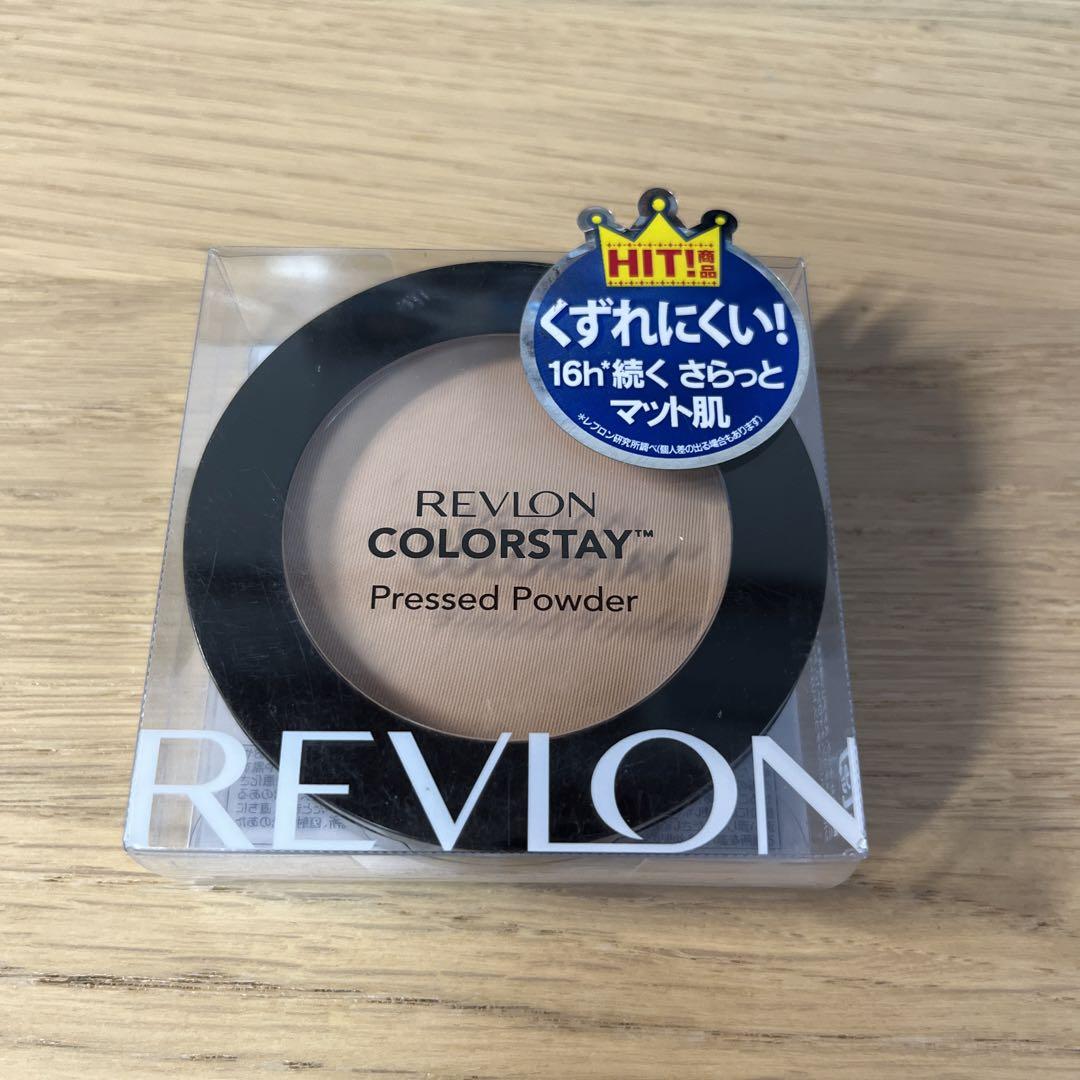 HIT!商品
くずれにくい!
16h*続く さらっと
マット肌
*レブロン研究所調べ(個人差の出る場合もあります)
REVLON
COLORSTAY™
Pressed Powder
REVLON